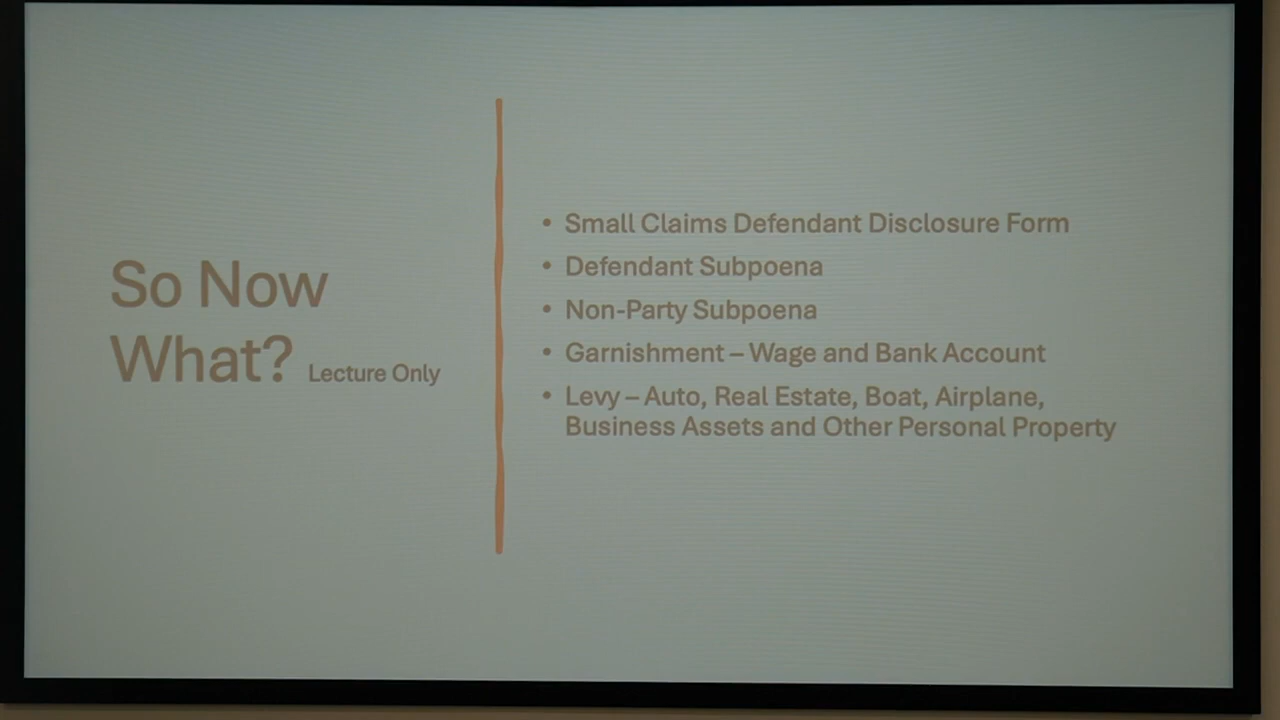 So Now
What? Lecture Only
• Small Claims Defendant Disclosure Form
• Defendant Subpoena
• Non-Party Subpoena
• Garnishment – Wage and Bank Account
• Levy – Auto, Real Estate, Boat, Airplane,
Business Assets and Other Personal Property